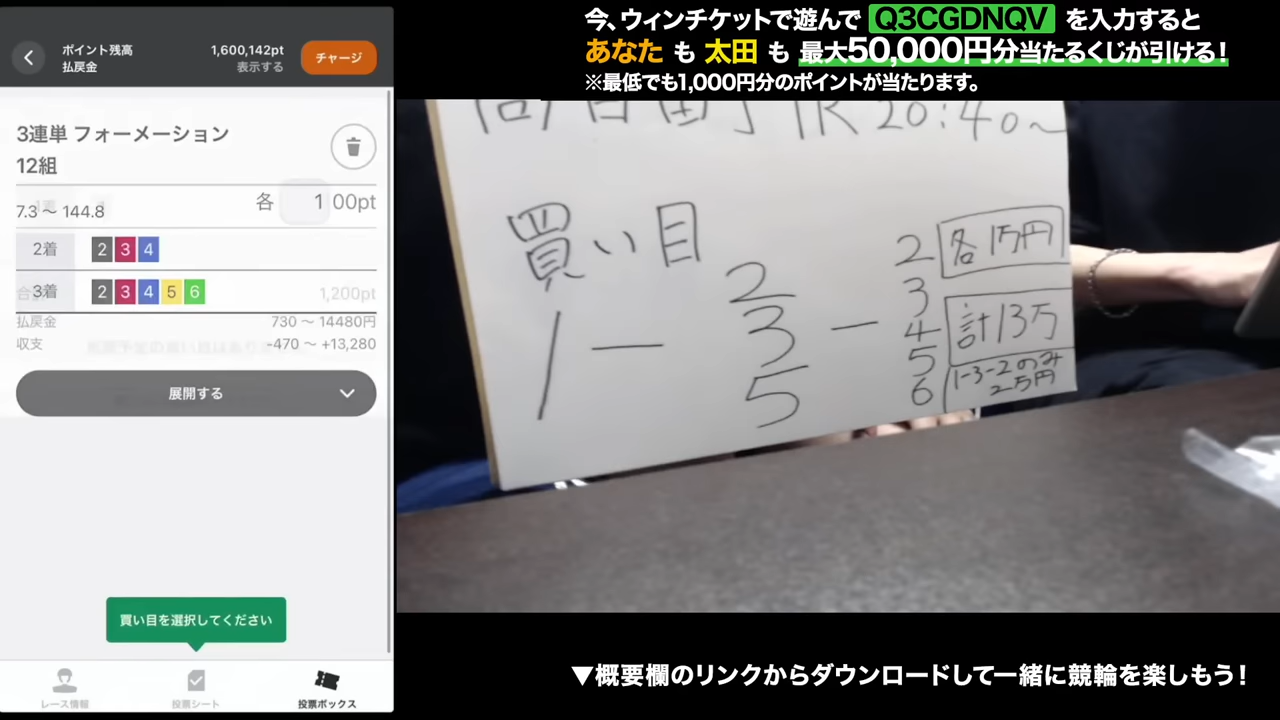 今、ウィンチケットで遊んで Q3CGDNQV を入力すると
あなた も 太田 も 最大50,000円分当たるくじが引ける!
※最低でも1,000円分のポイントが当たります。
ポイント残高 1,600,142pt チャージ
払戻金 表示する
3連単 フォーメーション
12組
各 100pt
7.3 〜 144.8
2着 2 3 4
3着 2 3 4 5 6
1,200pt
払戻金 730 〜 14480円
収支 -470 〜 +13,280
展開する
買い目を選択してください
レース情報 投票シート 投票ボックス
1R 20:40〜
買い目
1 — 2 3 5 — 2 3 4 5 6
各1万円
計13万
1-3-2のみ
2万円
▼概要欄のリンクからダウンロードして一緒に競輪を楽しもう!